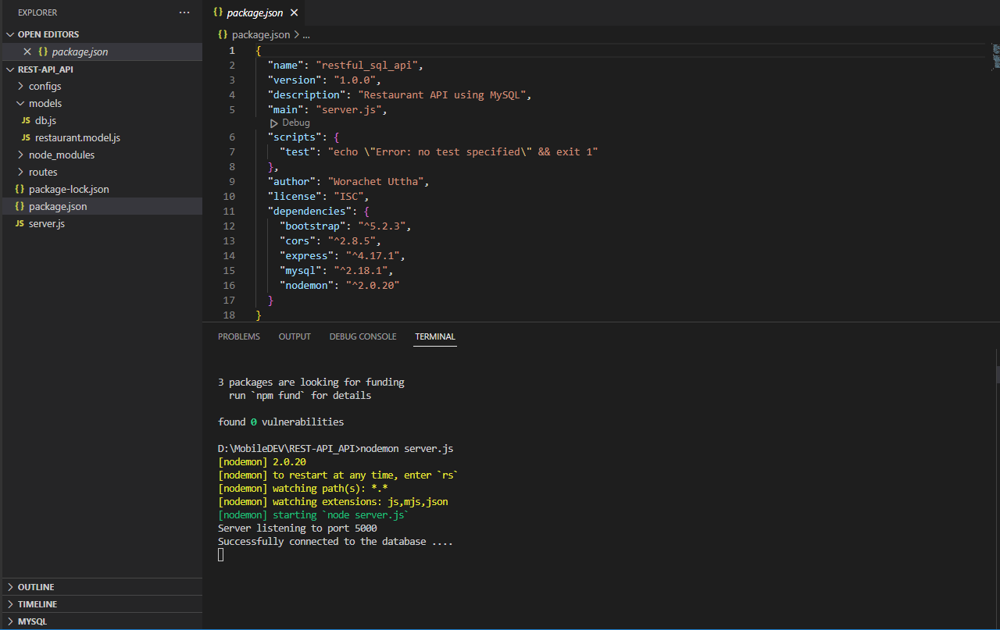 EXPLORER
OPEN EDITORS
package.json
REST-API_API
configs
models
JS db.js
JS restaurant.model.js
node_modules
routes
{} package-lock.json
{} package.json
JS server.js
OUTLINE
TIMELINE
MYSQL
{} package.json
{} package.json > ...
1 {
2 "name": "restful_sql_api",
3 "version": "1.0.0",
4 "description": "Restaurant API using MySQL",
5 "main": "server.js",
Debug
6 "scripts": {
7 "test": "echo \"Error: no test specified\" && exit 1"
8 },
9 "author": "Worachet Uttha",
10 "license": "ISC",
11 "dependencies": {
12 "bootstrap": "^5.2.3",
13 "cors": "^2.8.5",
14 "express": "^4.17.1",
15 "mysql": "^2.18.1",
16 "nodemon": "^2.0.20"
17 }
18 }
PROBLEMS OUTPUT DEBUG CONSOLE TERMINAL
3 packages are looking for funding
run `npm fund` for details
found 0 vulnerabilities
D:\MobileDEV\REST-API_API>nodemon server.js
[nodemon] 2.0.20
[nodemon] to restart at any time, enter `rs`
[nodemon] watching path(s): *.*
[nodemon] watching extensions: js,mjs,json
[nodemon] starting `node server.js`
Server listening to port 5000
Successfully connected to the database ....